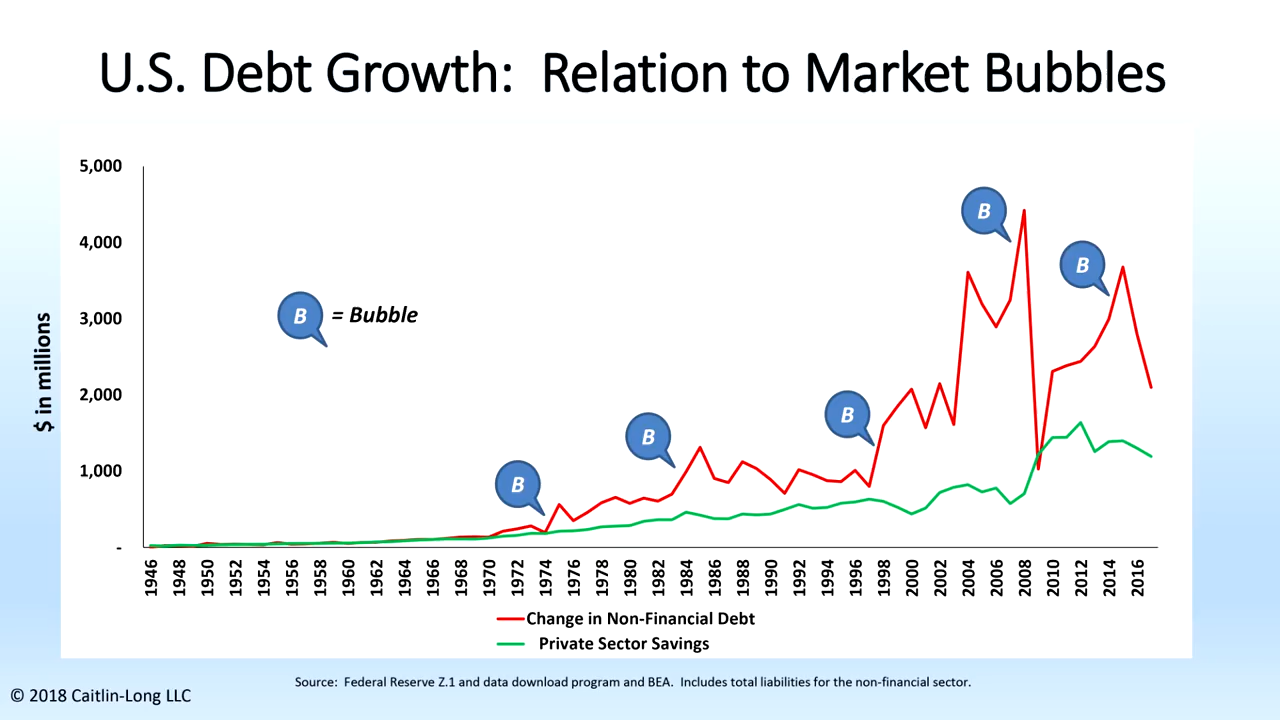 U.S. Debt Growth:  Relation to Market Bubbles
5,000
4,000
3,000
2,000
1,000
-
$ in millions
B
B
B
B
B
B = Bubble
1946 1948 1950 1952 1954 1956 1958 1960 1962 1964 1966 1968 1970 1972 1974 1976 1978 1980 1982 1984 1986 1988 1990 1992 1994 1996 1998 2000 2002 2004 2006 2008 2010 2012 2014 2016
Change in Non-Financial Debt
Private Sector Savings
Source:  Federal Reserve Z.1 and data download program and BEA.  Includes total liabilities for the non-financial sector.
© 2018 Caitlin-Long LLC